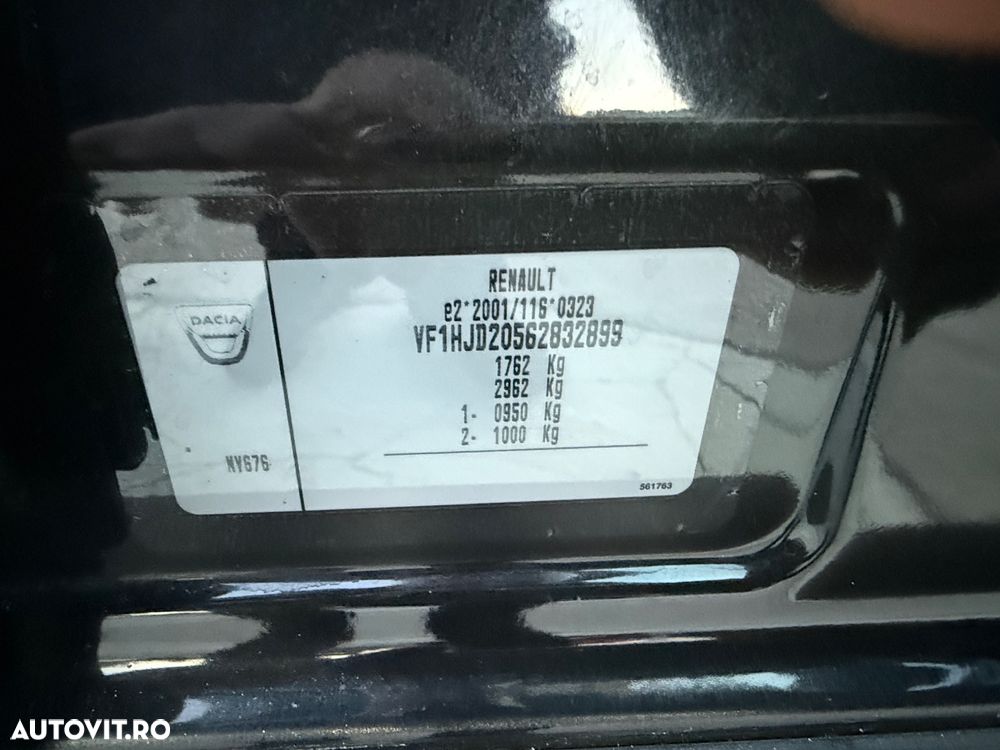 RENAULT
e2*2001/116*0323
VF1HJD20562832899
1762 Kg
2962 Kg
1- 0950 Kg
2- 1000 Kg
DACIA
NV676
561763
AUTOVIT.RO